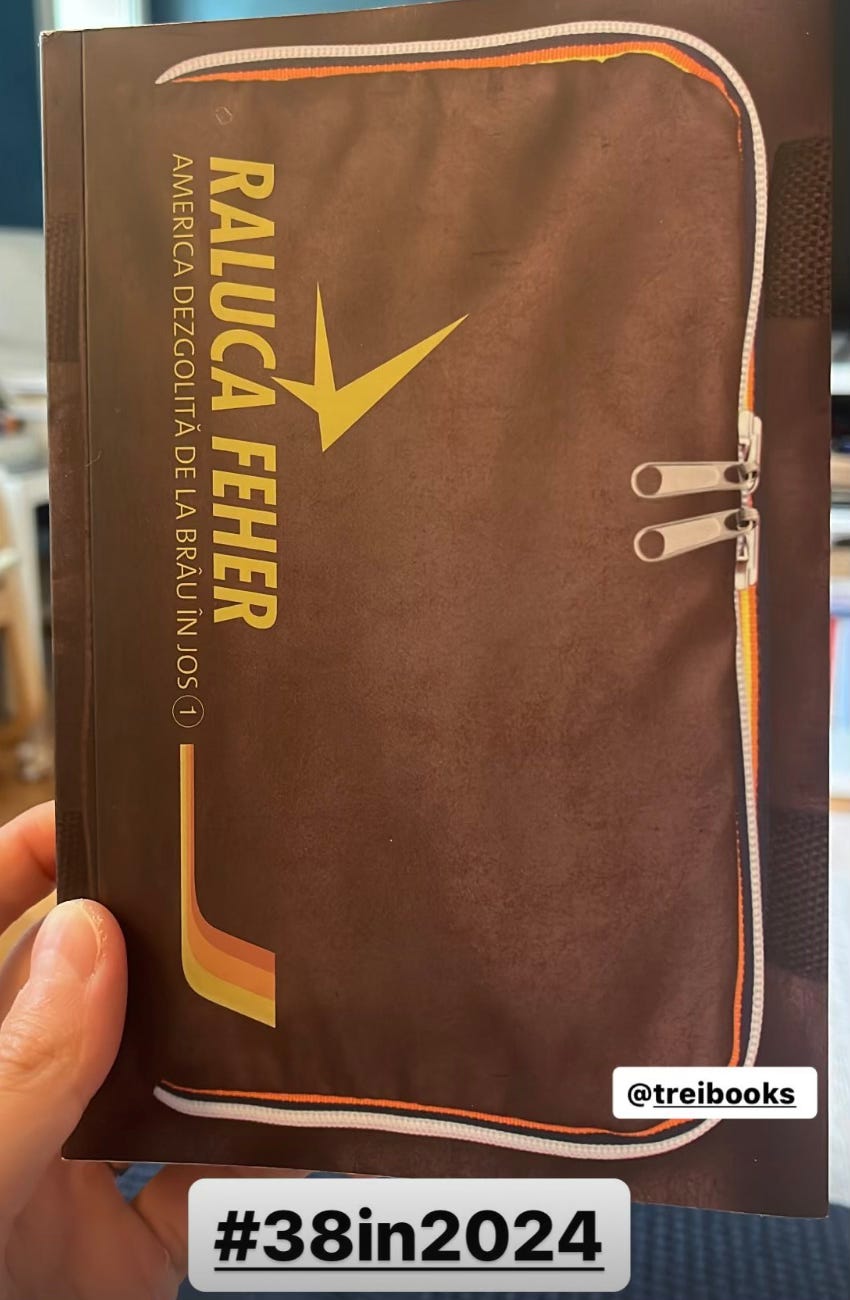 RALUCA FEHER
AMERICA DEZGOLITĂ DE LA BRÂU ÎN JOS 1
@treibooks
#38in2024